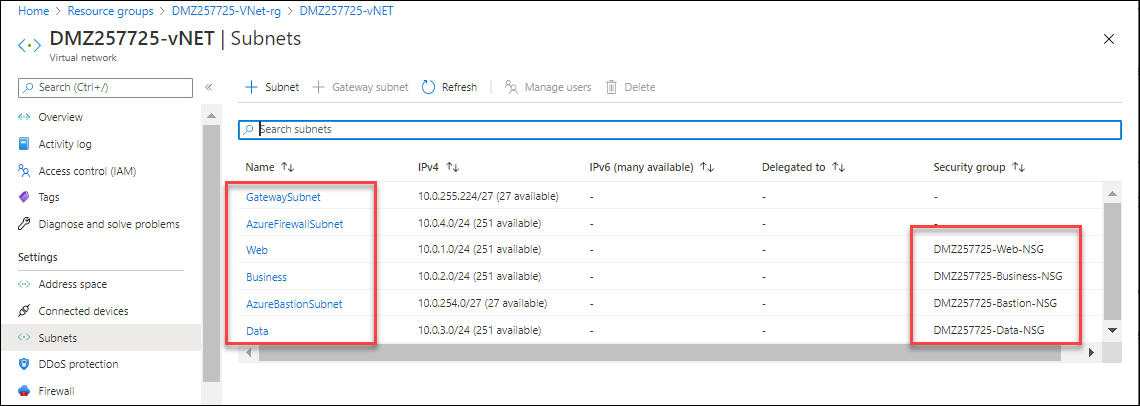 Home > Resource groups > DMZ257725-VNet-rg > DMZ257725-vNET
DMZ257725-vNET | Subnets
Virtual network
Search (Ctrl+/)
Overview
Activity log
Access control (IAM)
Tags
Diagnose and solve problems
Settings
Address space
Connected devices
Subnets
DDoS protection
Firewall
+ Subnet + Gateway subnet Refresh Manage users Delete
Search subnets
Name ↑↓ IPv4 ↑↓ IPv6 (many available) ↑↓ Delegated to ↑↓ Security group ↑↓
GatewaySubnet 10.0.255.224/27 (27 available) - - -
AzureFirewallSubnet 10.0.4.0/24 (251 available) - - -
Web 10.0.1.0/24 (251 available) - - DMZ257725-Web-NSG
Business 10.0.2.0/24 (251 available) - - DMZ257725-Business-NSG
AzureBastionSubnet 10.0.254.0/27 (27 available) - - DMZ257725-Bastion-NSG
Data 10.0.3.0/24 (251 available) - - DMZ257725-Data-NSG